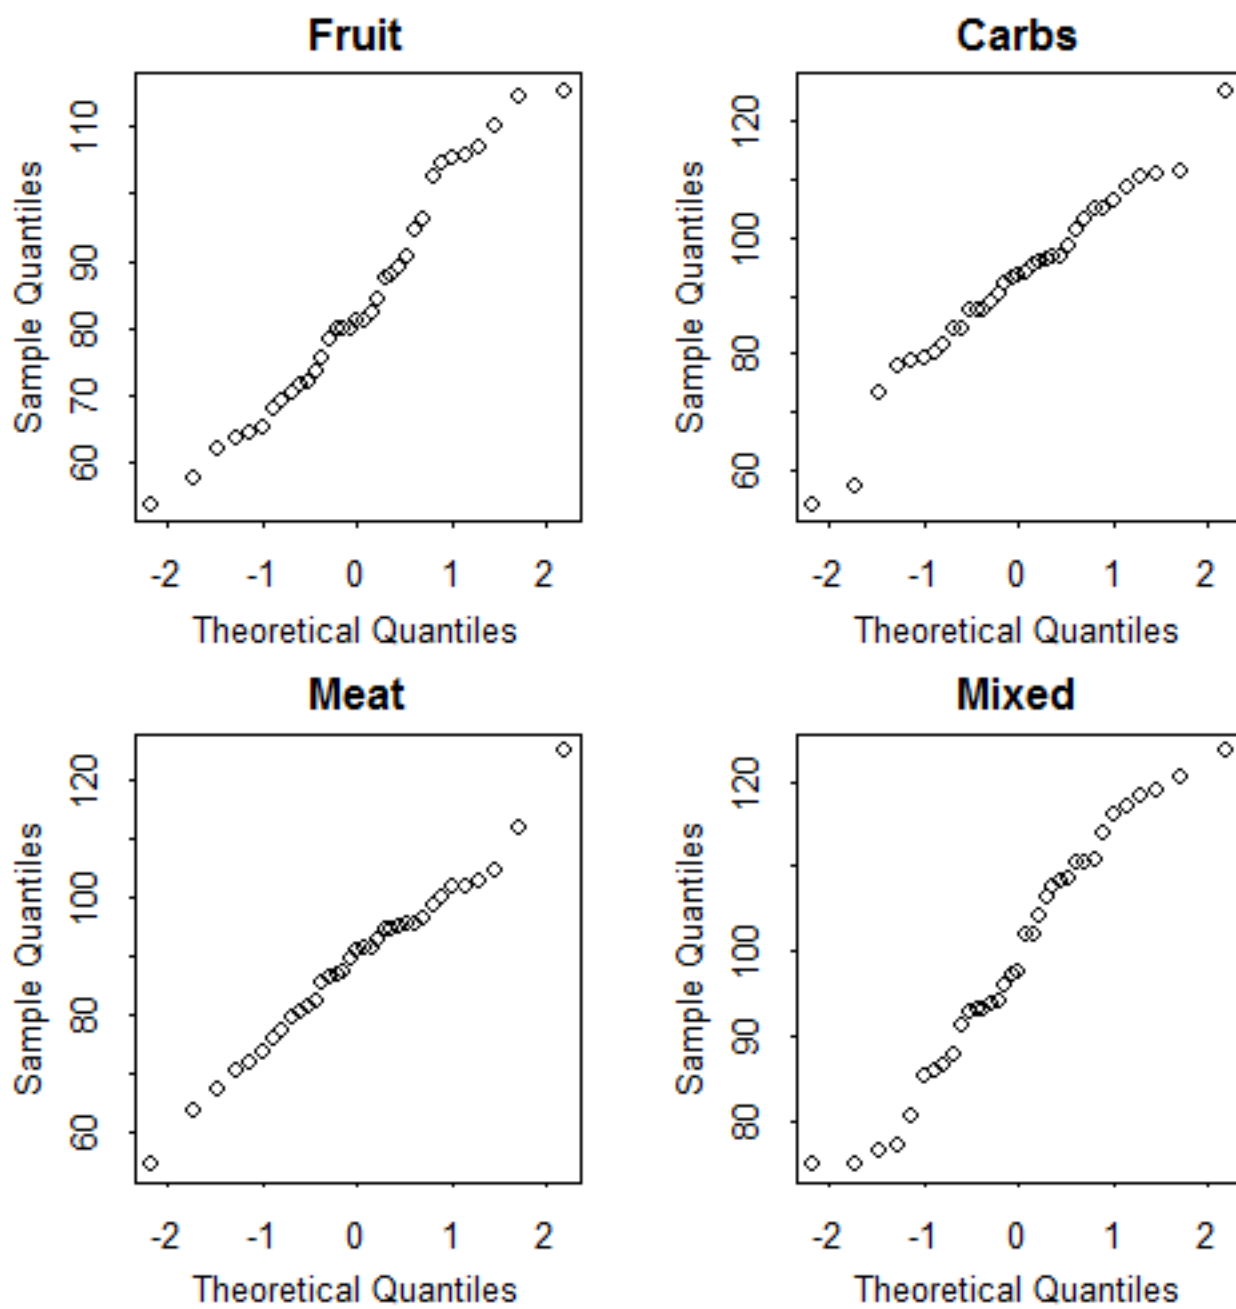 Fruit
Sample Quantiles
110
90
80
70
60
-2 -1 0 1 2
Theoretical Quantiles
Carbs
Sample Quantiles
120
100
80
60
-2 -1 0 1 2
Theoretical Quantiles
Meat
Sample Quantiles
120
100
80
60
-2 -1 0 1 2
Theoretical Quantiles
Mixed
Sample Quantiles
120
100
90
80
-2 -1 0 1 2
Theoretical Quantiles